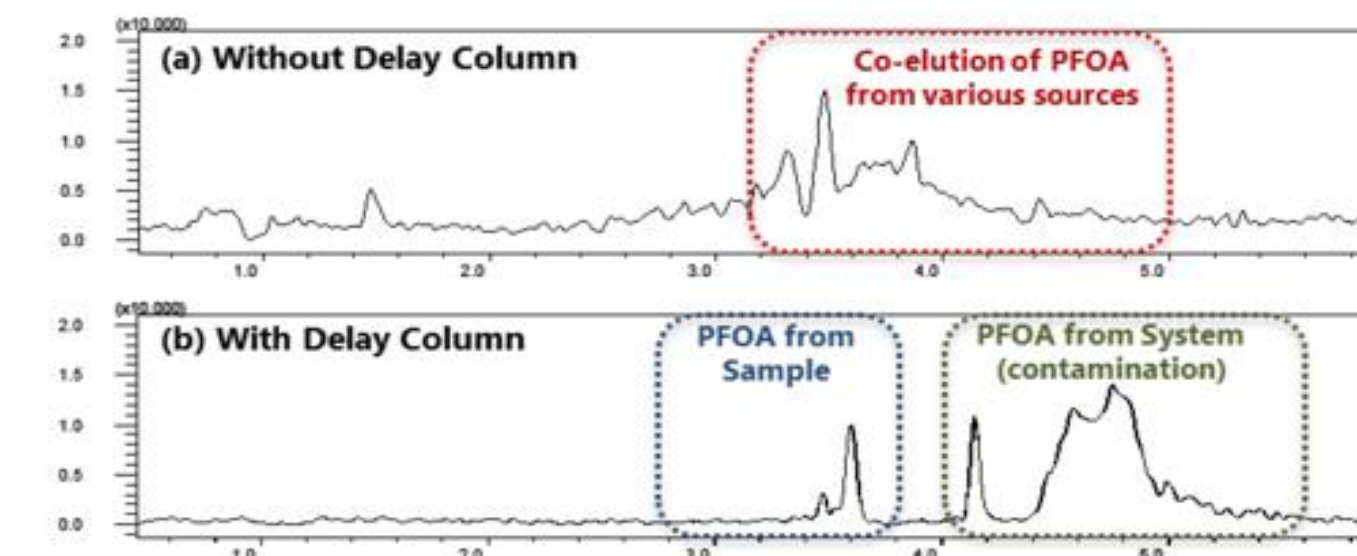 (x10,000)
(a) Without Delay Column
Co-elution of PFOA
from various sources
2.0
1.5
1.0
0.5
0.0
1.0 2.0 3.0 4.0 5.0
(x10,000)
(b) With Delay Column
PFOA from
Sample
PFOA from System
(contamination)
2.0
1.5
1.0
0.5
0.0
1.0 2.0 3.0 4.0 5.0